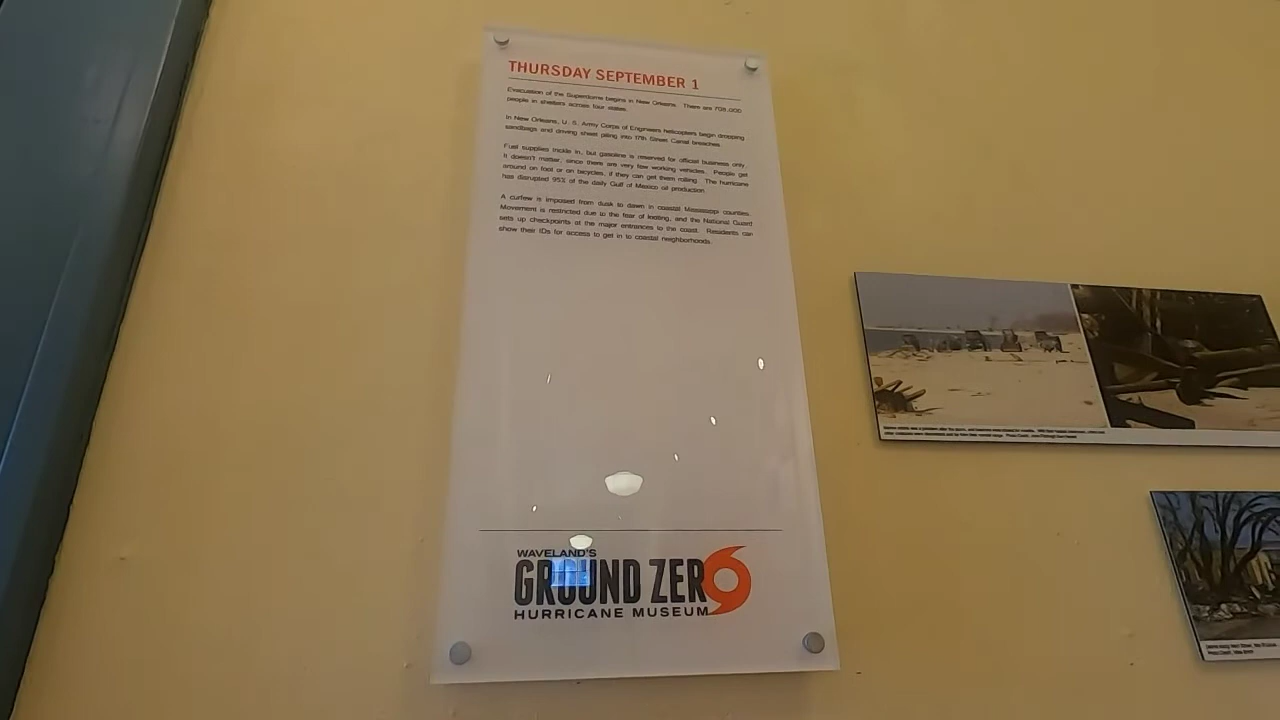 THURSDAY SEPTEMBER 1
Evacuation of the Superdome begins in New Orleans. There are 708,000
people in shelters across four states.
In New Orleans, U. S. Army Corps of Engineers helicopters begin dropping
sandbags and driving sheet piling into 17th Street Canal breaches.
Fuel supplies trickle in, but gasoline is reserved for official business only.
It doesn't matter, since there are very few working vehicles. People get
around on foot or on bicycles, if they can get them rolling. The hurricane
has disrupted 95% of the daily Gulf of Mexico oil production.
A curfew is imposed from dusk to dawn in coastal Mississippi counties.
Movement is restricted due to the fear of looting, and the National Guard
sets up checkpoints at the major entrances to the coast. Residents can
show their IDs for access to get in to coastal neighborhoods.
WAVELAND'S
GROUND ZERO
HURRICANE MUSEUM